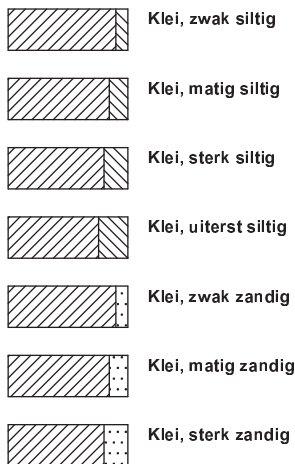 Klei, zwak siltig
Klei, matig siltig
Klei, sterk siltig
Klei, uiterst siltig
Klei, zwak zandig
Klei, matig zandig
Klei, sterk zandig